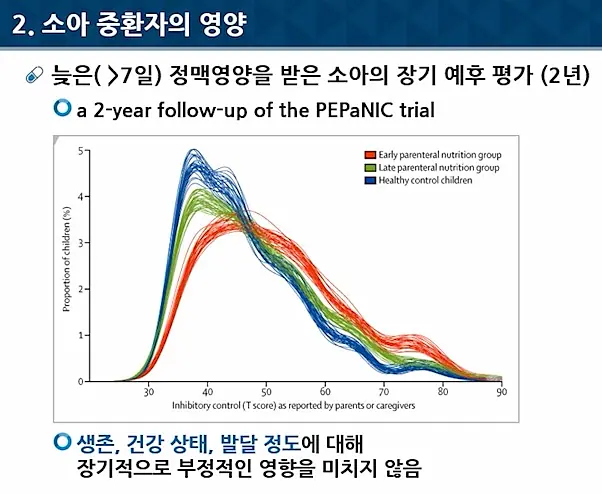 2. 소아 중환자의 영양
늦은( >7일) 정맥영양을 받은 소아의 장기 예후 평가 (2년)
a 2-year follow-up of the PEPaNIC trial
Early parenteral nutrition group
Late parenteral nutrition group
Healthy control children
Proportion of children (%)
5
4
3
2
1
0
30 40 50 60 70 80 90
Inhibitory control (T score) as reported by parents or caregivers
생존, 건강 상태, 발달 정도에 대해
장기적으로 부정적인 영향을 미치지 않음